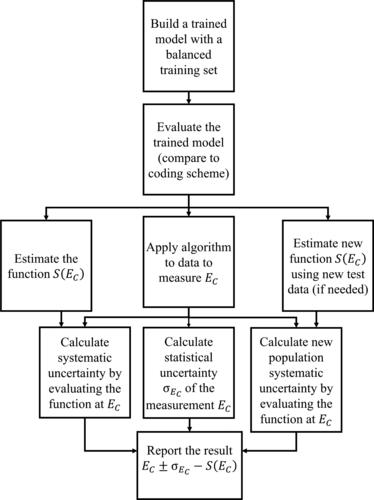 Build a trained
model with a
balanced
training set
Evaluate the
trained model
(compare to
coding scheme)
Estimate the
function S(E_C)
Apply algorithm
to data to
measure E_C
Estimate new
function S(E_C)
using new test
data (if needed)
Calculate
systematic
uncertainty by
evaluating the
function at E_C
Calculate
statistical
uncertainty
σ_{E_C} of the
measurement E_C
Calculate new
population
systematic
uncertainty by
evaluating the
function at E_C
Report the result
E_C ± σ_{E_C} − S(E_C)